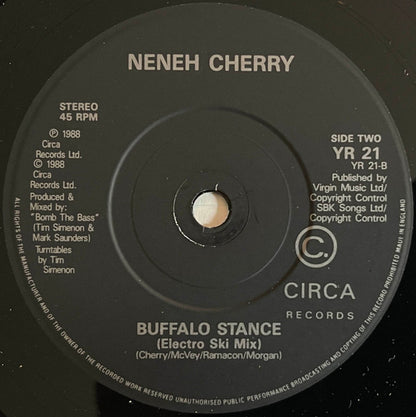 NENEH CHERRY
STEREO
45 RPM
℗ 1988
Circa
Records Ltd.
© 1988
Circa
Records Ltd.
Produced &
Mixed by:
"Bomb The Bass"
(Tim Simenon &
Mark Saunders)
Turntables
by Tim
Simenon
SIDE TWO
YR 21
YR 21-B
Published by
Virgin Music Ltd/
Copyright Control
SBK Songs Ltd/
Copyright Control
C.
CIRCA
RECORDS
BUFFALO STANCE
(Electro Ski Mix)
(Cherry/McVey/Ramacon/Morgan)
ALL RIGHTS OF THE MANUFACTURER AND OF THE OWNER OF THE RECORDED WORK RESERVED UNAUTHORISED PUBLIC PERFORMANCE BROADCASTING AND COPYING OF THIS RECORD PROHIBITED MADE IN ENGLAND